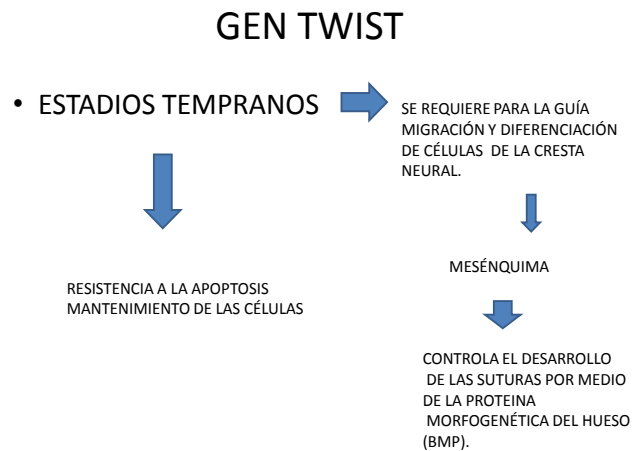 GEN TWIST
• ESTADIOS TEMPRANOS
SE REQUIERE PARA LA GUÍA
MIGRACIÓN Y DIFERENCIACIÓN
DE CÉLULAS DE LA CRESTA
NEURAL.
RESISTENCIA A LA APOPTOSIS
MANTENIMIENTO DE LAS CÉLULAS
MESÉNQUIMA
CONTROLA EL DESARROLLO
DE LAS SUTURAS POR MEDIO
DE LA PROTEINA
MORFOGENÉTICA DEL HUESO
(BMP).